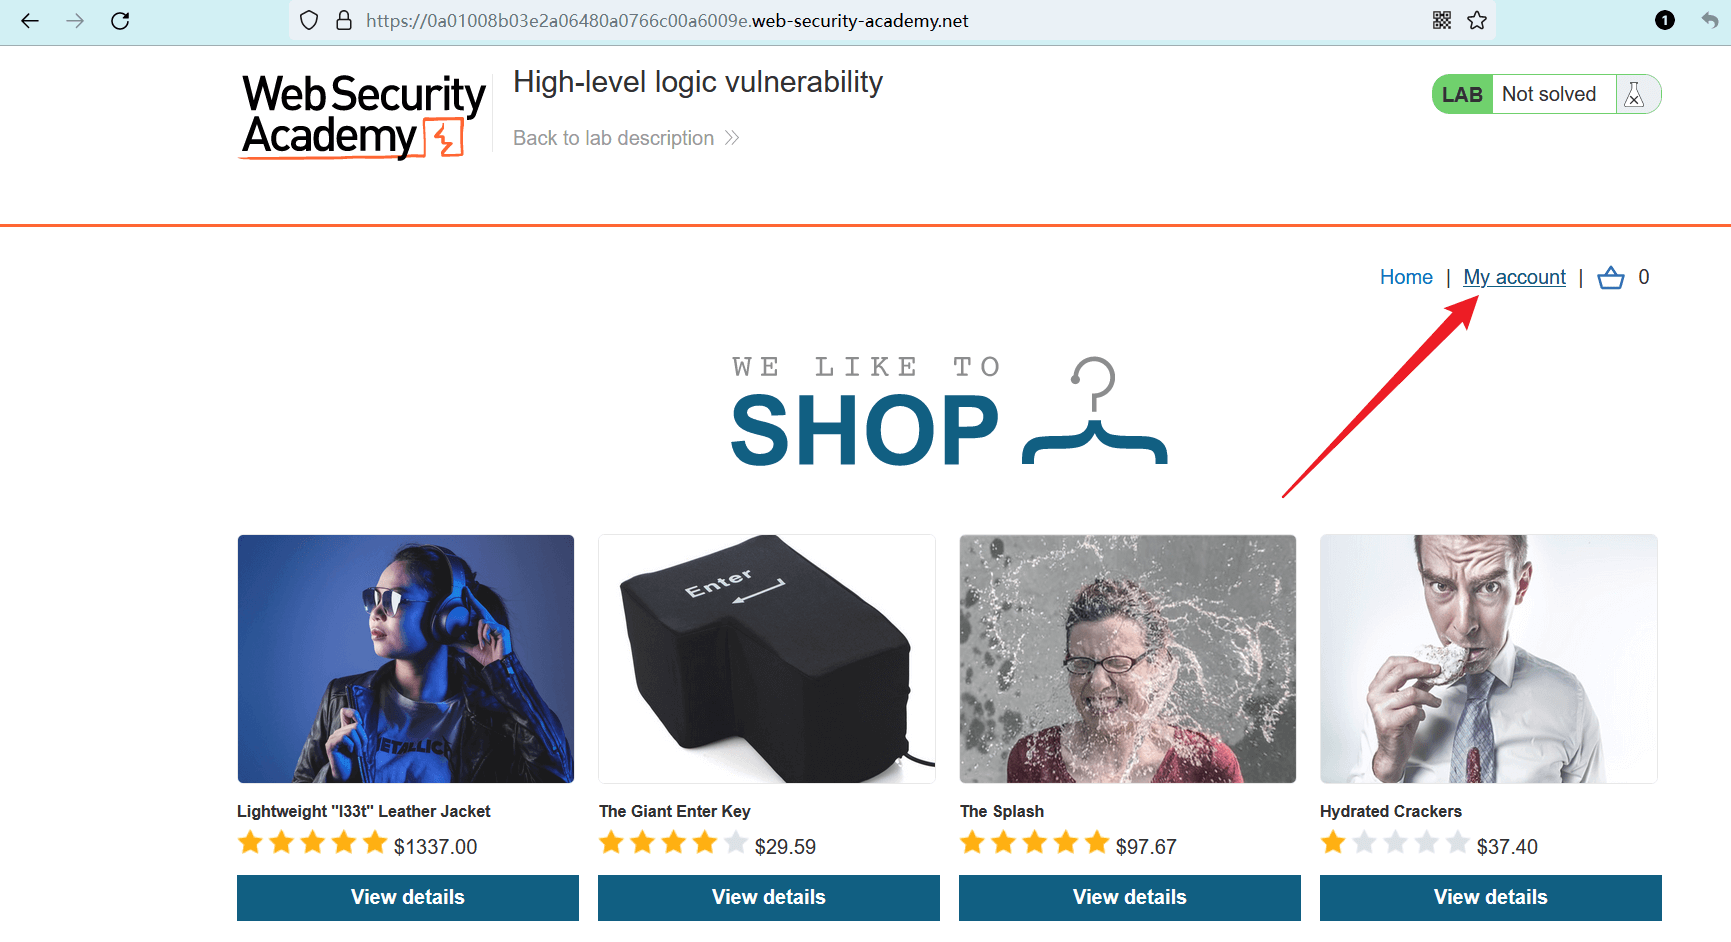 https://0a01008b03e2a06480a0766c00a6009e.web-security-academy.net
1
Web Security
Academy
High-level logic vulnerability
Back to lab description
LAB Not solved
Home | My account | 0
WE LIKE TO
SHOP
Enter
METALLICA
Lightweight "l33t" Leather Jacket
$1337.00
View details
The Giant Enter Key
$29.59
View details
The Splash
$97.67
View details
Hydrated Crackers
$37.40
View details